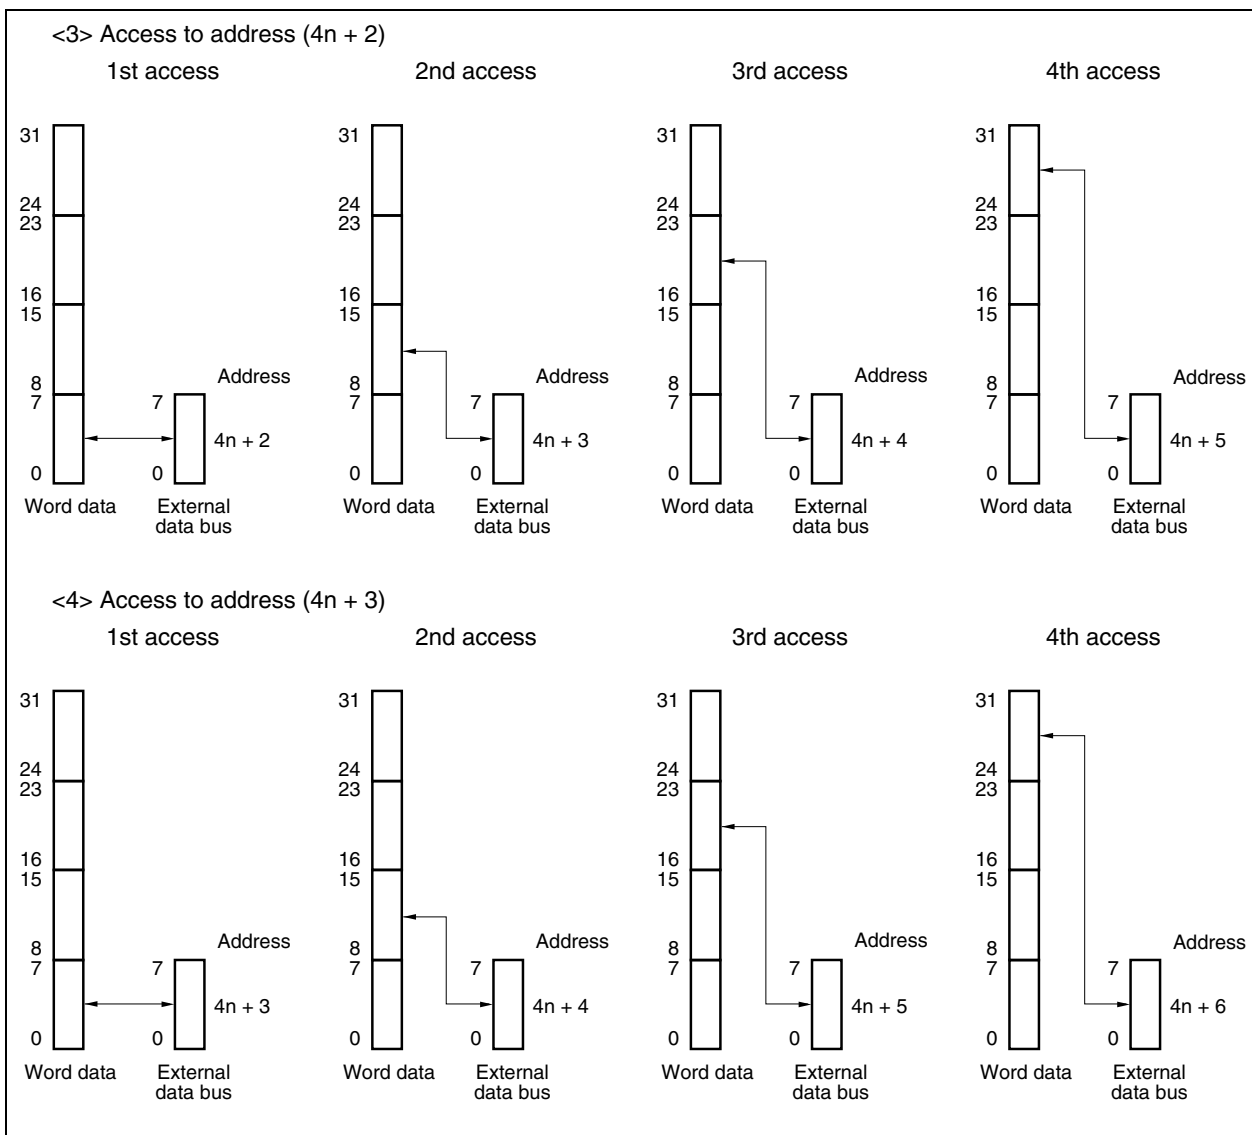 <3> Access to address (4n + 2)
1st access 2nd access 3rd access 4th access
31 31 31 31
24 24 24 24
23 23 23 23
16 16 16 16
15 15 15 15
Address Address Address Address
8 8 8 8
7 7 7 7 7 7 7 7
4n + 2 4n + 3 4n + 4 4n + 5
0 0 0 0 0 0 0 0
Word data External Word data External Word data External Word data External
data bus data bus data bus data bus
<4> Access to address (4n + 3)
1st access 2nd access 3rd access 4th access
31 31 31 31
24 24 24 24
23 23 23 23
16 16 16 16
15 15 15 15
Address Address Address Address
8 8 8 8
7 7 7 7 7 7 7 7
4n + 3 4n + 4 4n + 5 4n + 6
0 0 0 0 0 0 0 0
Word data External Word data External Word data External Word data External
data bus data bus data bus data bus